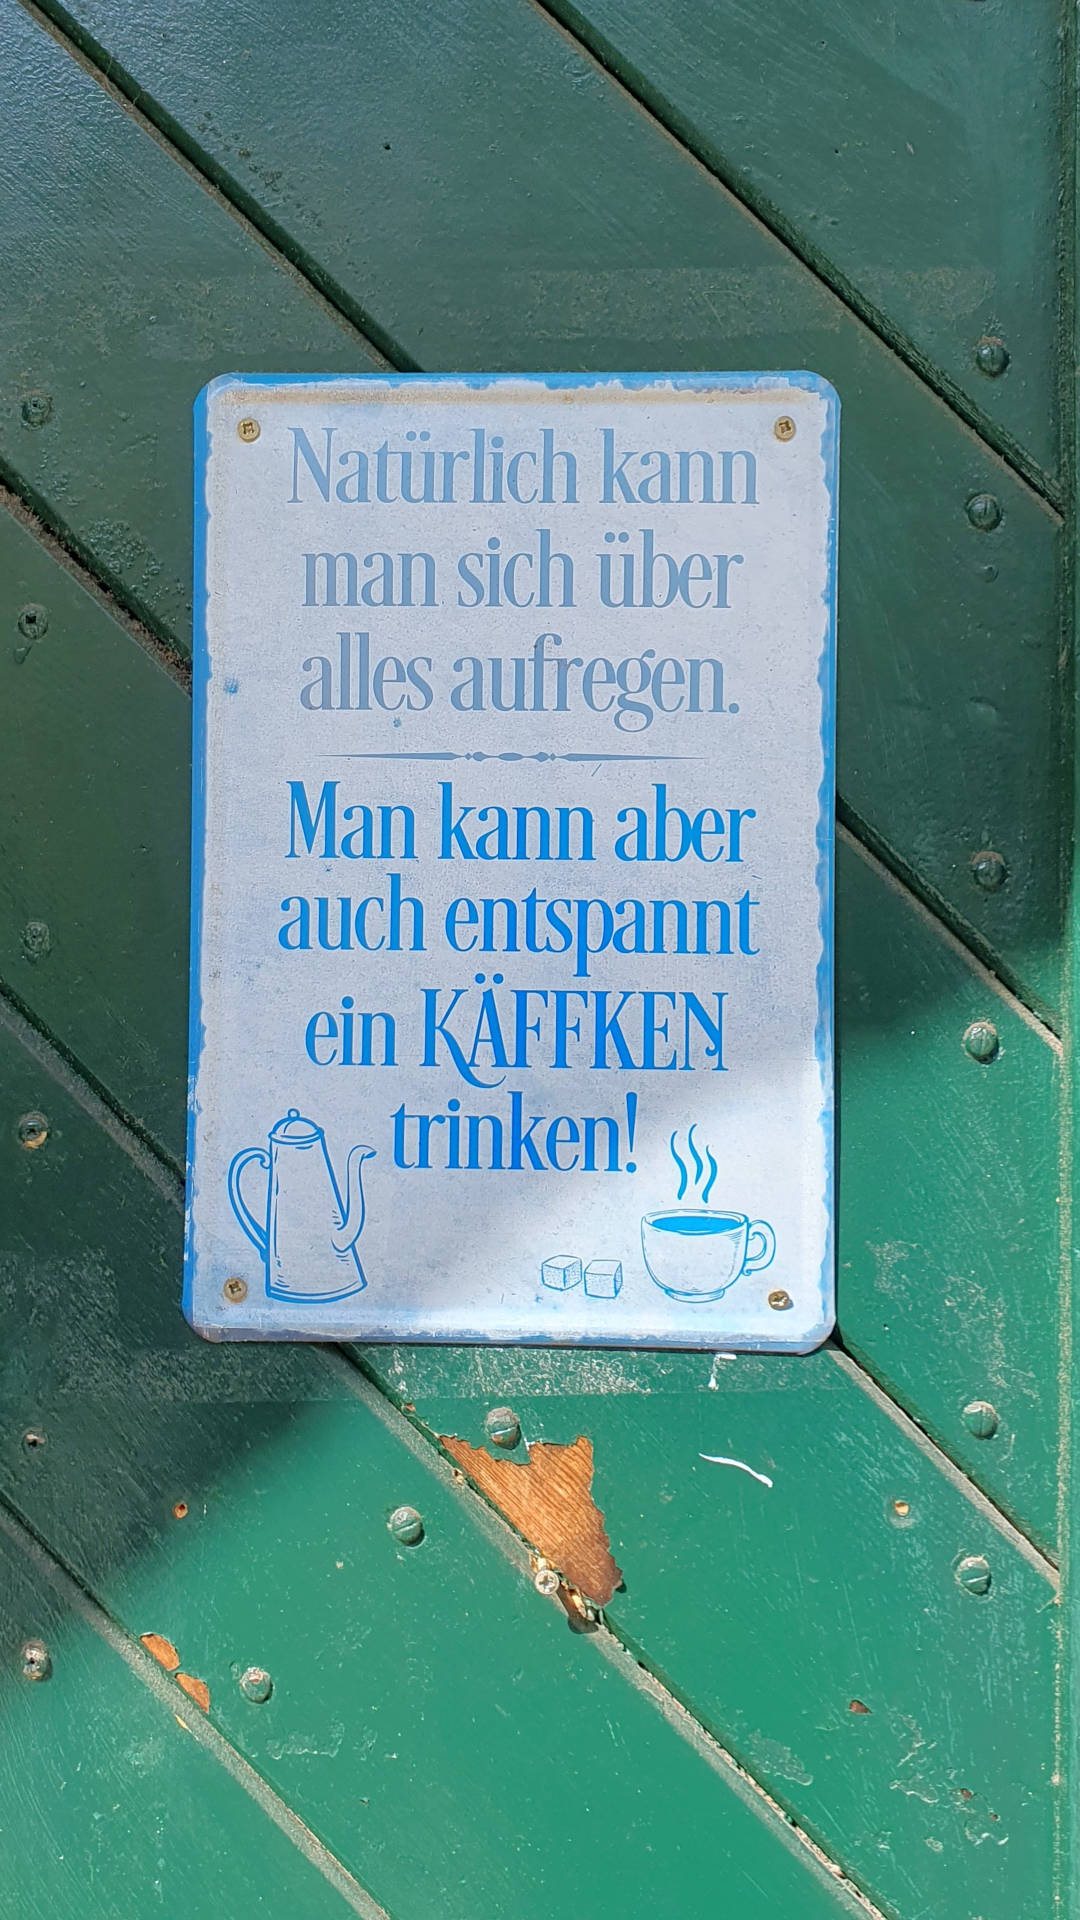 Natürlich kann
man sich über
alles aufregen.
Man kann aber
auch entspannt
ein KÄFFKEN
trinken!